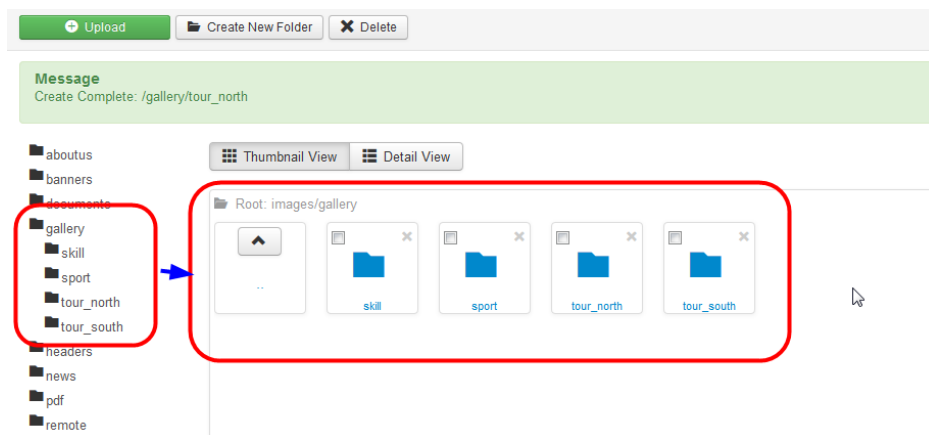 Upload Create New Folder Delete
Message
Create Complete: /gallery/tour_north
Thumbnail View Detail View
aboutus
banners
documents
gallery
skill
sport
tour_north
tour_south
headers
news
pdf
remote
Root: images/gallery
..
skill
sport
tour_north
tour_south